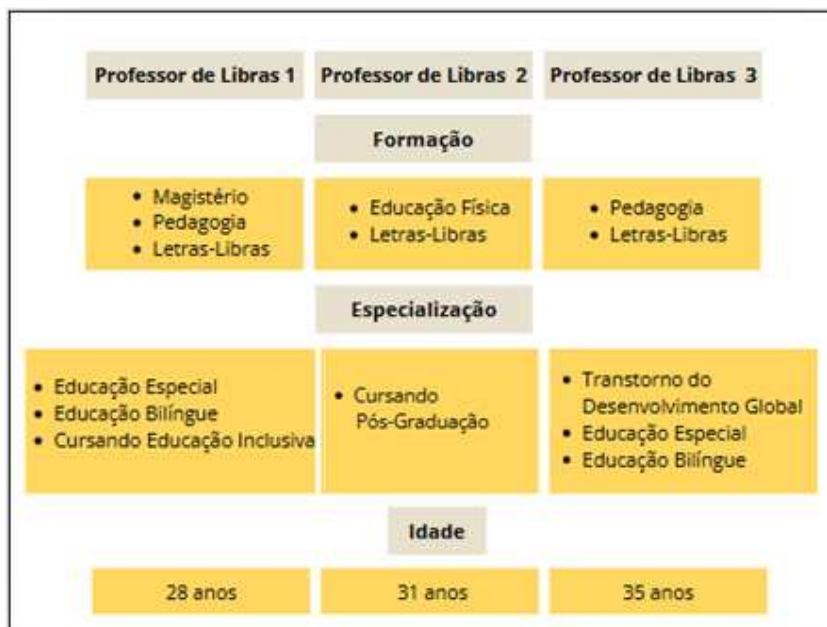 Professor de Libras 1
Professor de Libras 2
Professor de Libras 3
Formação
• Magistério
• Pedagogia
• Letras-Libras
• Educação Física
• Letras-Libras
• Pedagogia
• Letras-Libras
Especialização
• Educação Especial
• Educação Bilíngue
• Cursando Educação Inclusiva
• Cursando
Pós-Graduação
• Transtorno do
Desenvolvimento Global
• Educação Especial
• Educação Bilíngue
Idade
28 anos
31 anos
35 anos